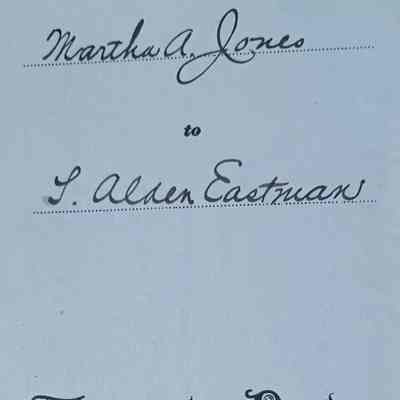 Martha A. Jones
to
L. Alden Eastman